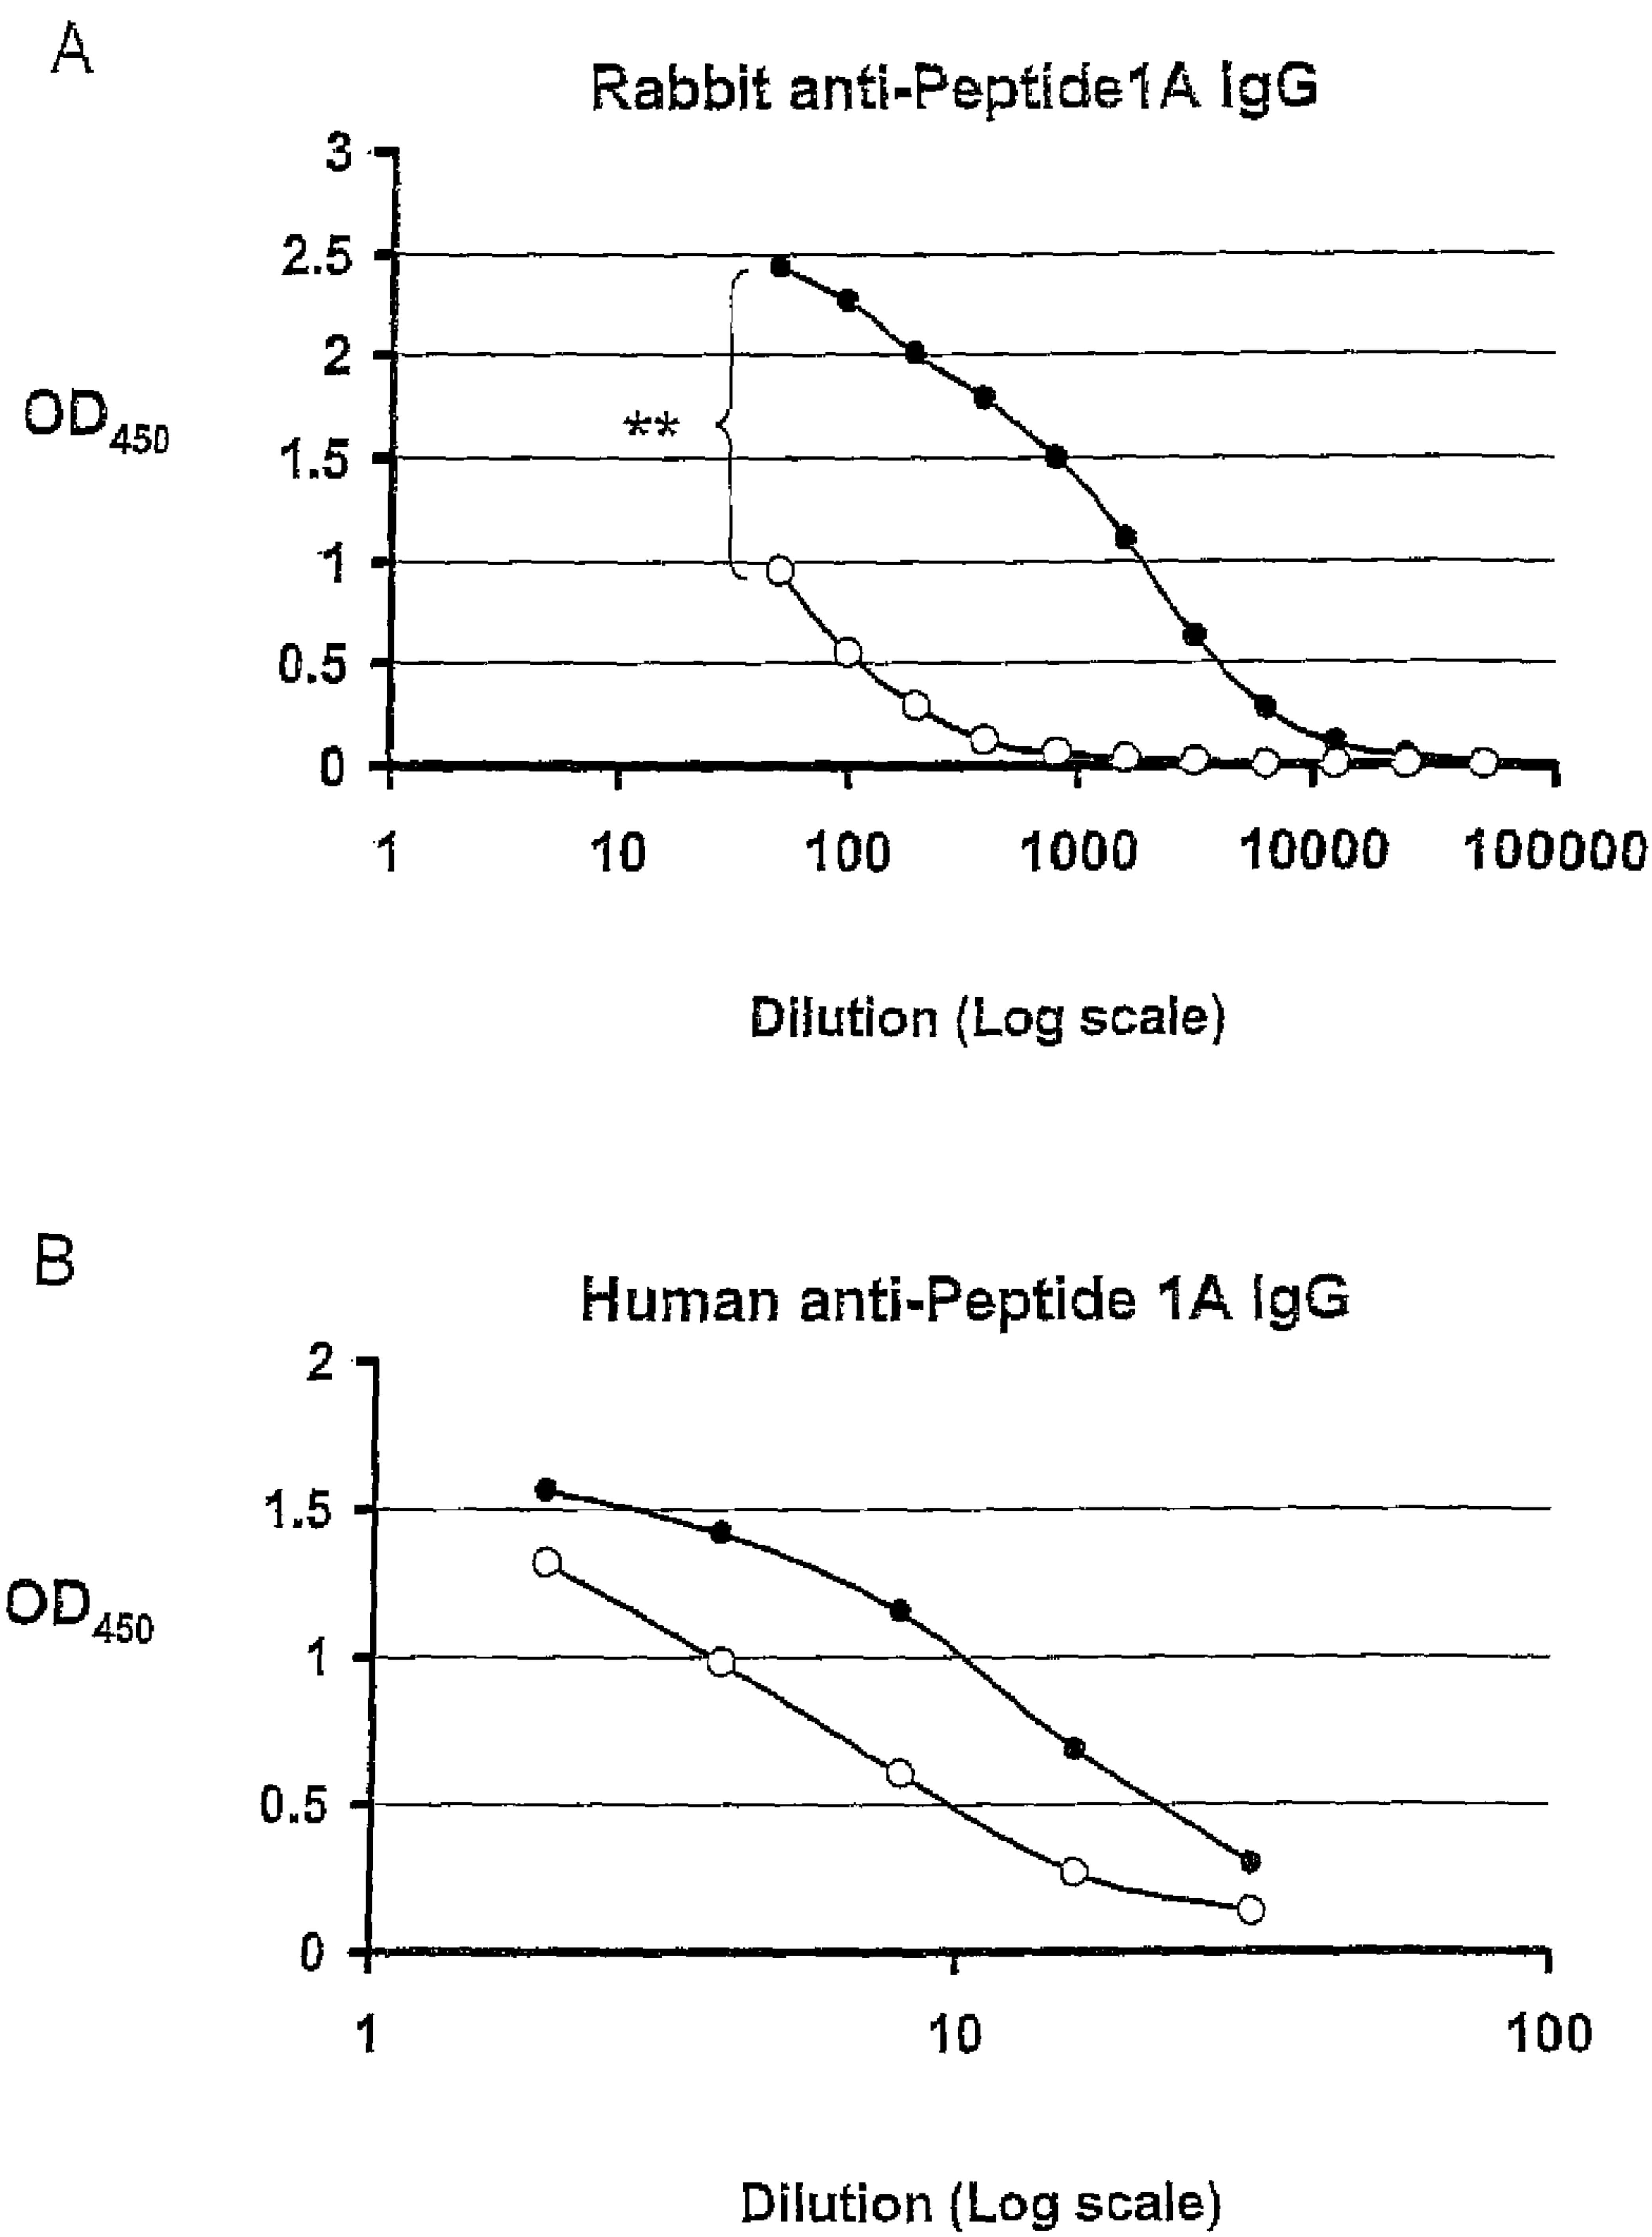 A
Rabbit anti-Peptide1A IgG
3
2.5
2
1.5
1
0.5
0
OD450
**
1 10 100 1000 10000 100000
Dilution (Log scale)
B
Human anti-Peptide 1A IgG
2
1.5
1
0.5
0
OD450
1 10 100
Dilution (Log scale)